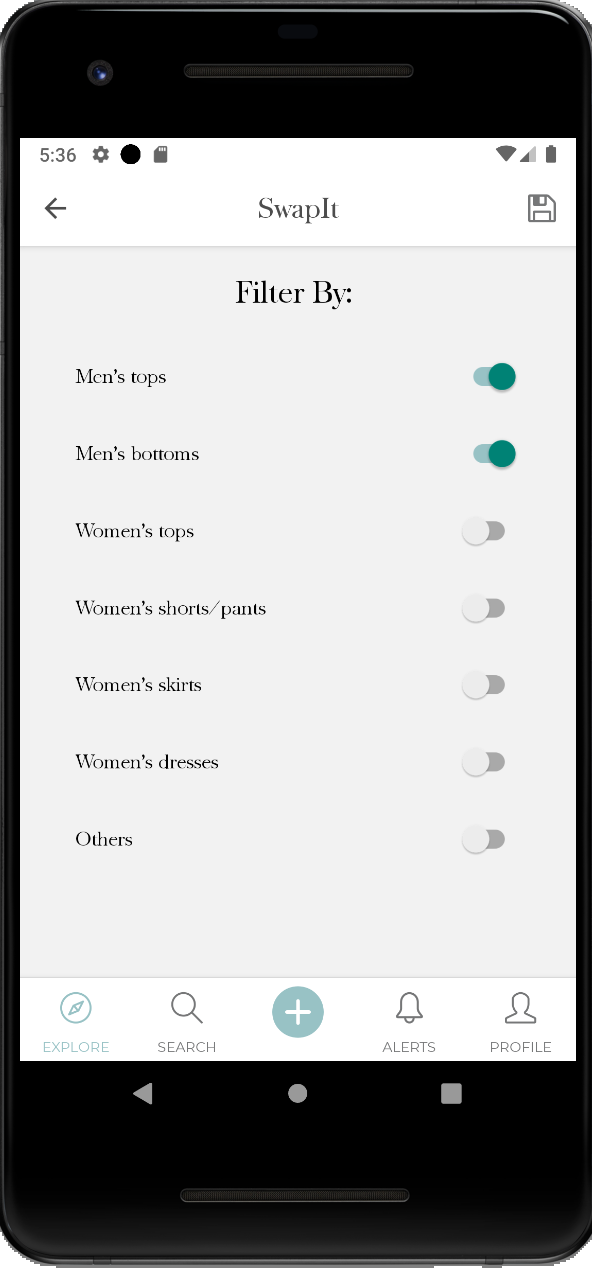 5:36
SwapIt
Filter By:
Men's tops
Men's bottoms
Women's tops
Women's shorts/pants
Women's skirts
Women's dresses
Others
EXPLORE
SEARCH
ALERTS
PROFILE